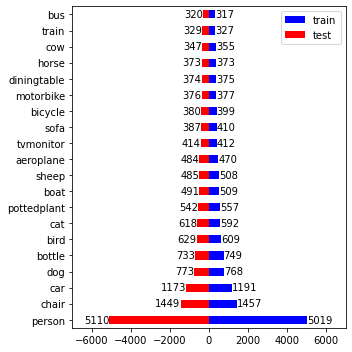 bus 320 317
train 329 327
cow 347 355
horse 373 373
diningtable 374 375
motorbike 376 377
bicycle 380 399
sofa 387 410
tvmonitor 414 412
aeroplane 484 470
sheep 485 508
boat 491 509
pottedplant 542 557
cat 618 592
bird 629 609
bottle 733 749
dog 773 768
car 1173 1191
chair 1449 1457
person 5110 5019
−6000 −4000 −2000 0 2000 4000 6000
train
test